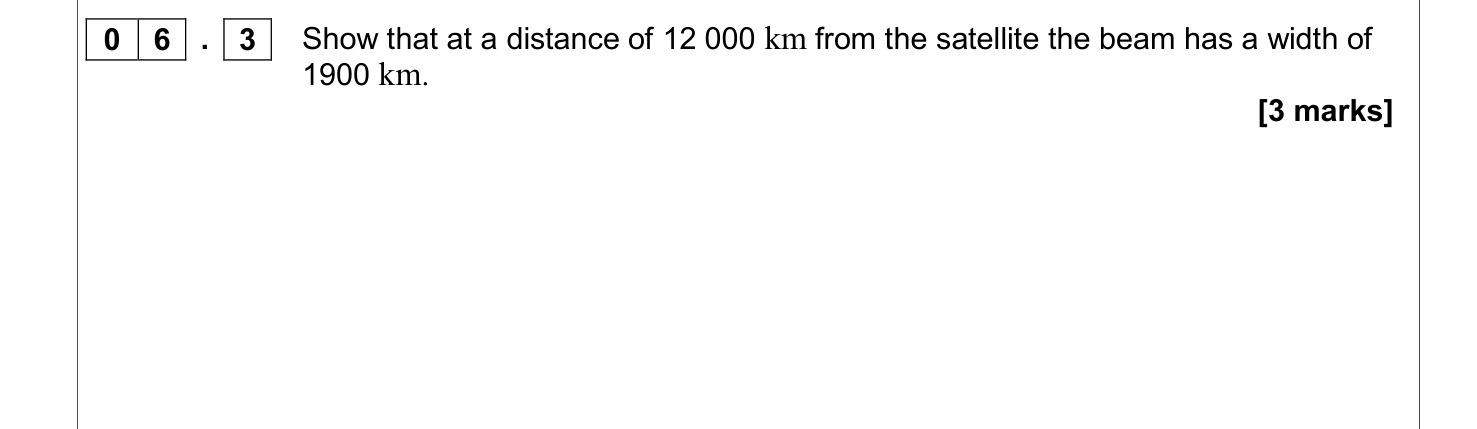 0 6 . 3 Show that at a distance of 12 000 km from the satellite the beam has a width of
1900 km.
[3 marks]